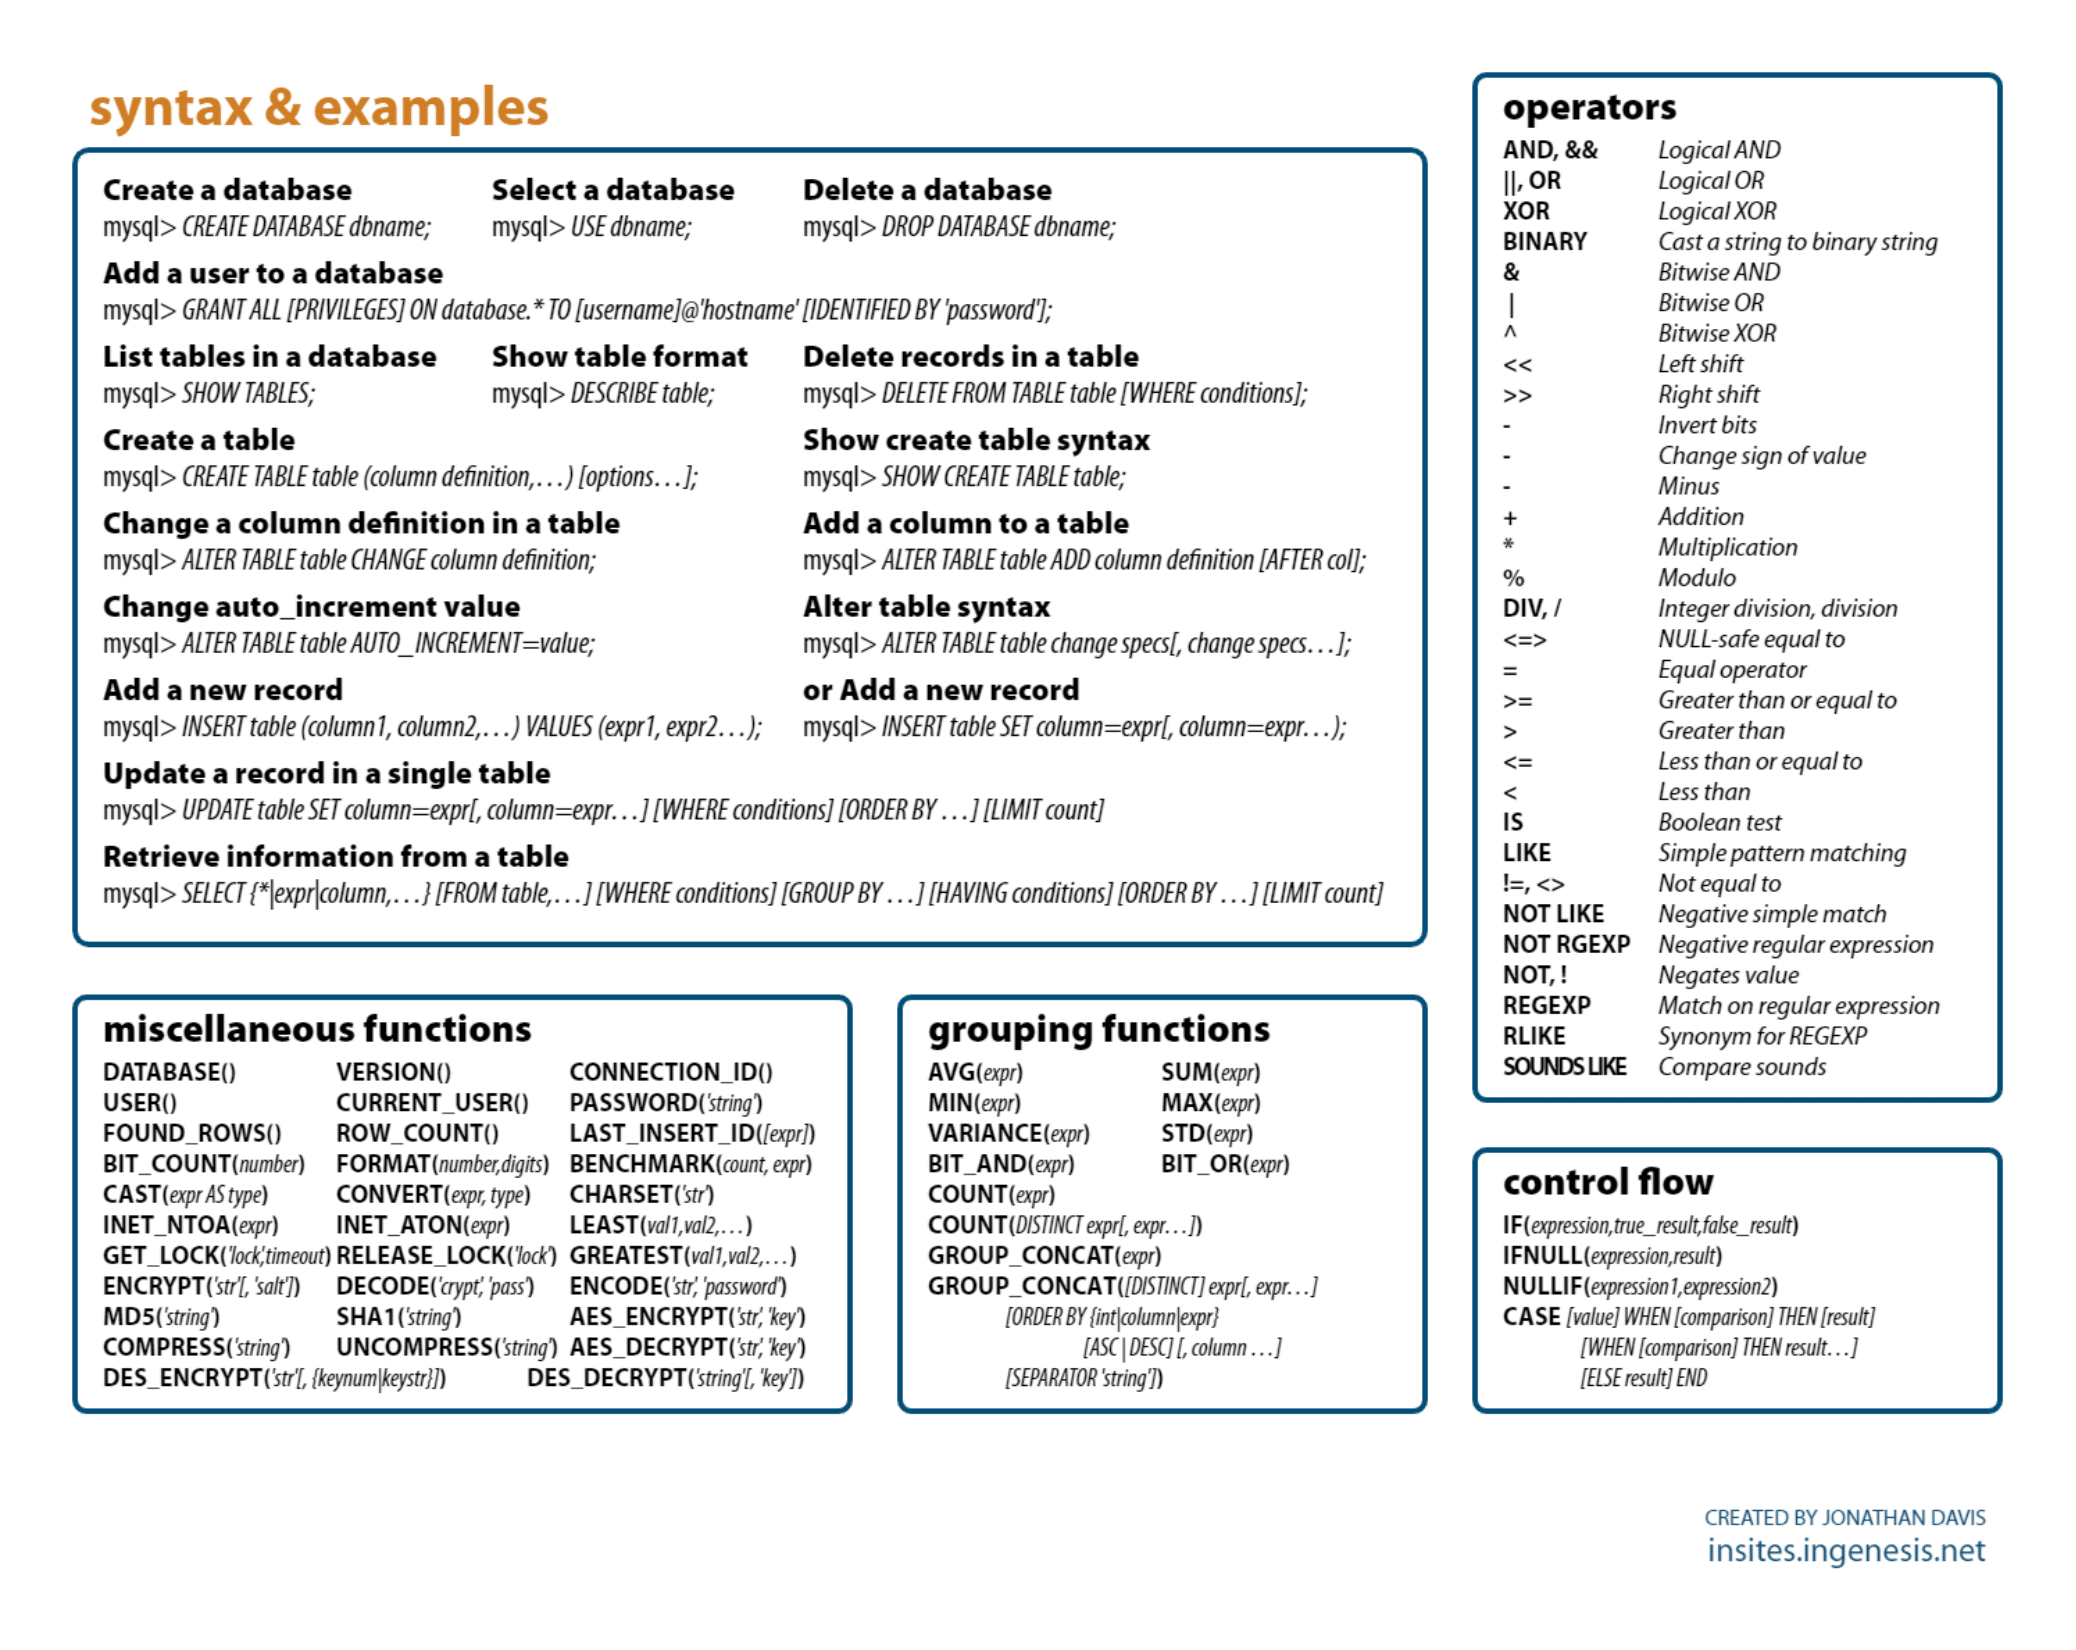 syntax & examples
Create a database
mysql> CREATE DATABASE dbname;
Select a database
mysql> USE dbname;
Delete a database
mysql> DROP DATABASE dbname;
Add a user to a database
mysql> GRANT ALL [PRIVILEGES] ON database.* TO [username]@'hostname' [IDENTIFIED BY 'password'];
List tables in a database
mysql> SHOW TABLES;
Show table format
mysql> DESCRIBE table;
Delete records in a table
mysql> DELETE FROM TABLE table [WHERE conditions];
Create a table
mysql> CREATE TABLE table (column definition,...) [options...];
Show create table syntax
mysql> SHOW CREATE TABLE table;
Change a column definition in a table
mysql> ALTER TABLE table CHANGE column definition;
Add a column to a table
mysql> ALTER TABLE table ADD column definition [AFTER col];
Change auto_increment value
mysql> ALTER TABLE table AUTO_INCREMENT=value;
Alter table syntax
mysql> ALTER TABLE table change specs[, change specs...];
Add a new record
mysql> INSERT table (column1, column2,...) VALUES (expr1, expr2...);
or Add a new record
mysql> INSERT table SET column=expr[, column=expr...);
Update a record in a single table
mysql> UPDATE table SET column=expr[, column=expr...] [WHERE conditions] [ORDER BY ...] [LIMIT count]
Retrieve information from a table
mysql> SELECT {*|expr|column,...} [FROM table,...] [WHERE conditions] [GROUP BY ...] [HAVING conditions] [ORDER BY ...] [LIMIT count]
operators
AND, && Logical AND
||, OR Logical OR
XOR Logical XOR
BINARY Cast a string to binary string
& Bitwise AND
| Bitwise OR
^ Bitwise XOR
<< Left shift
>> Right shift
- Invert bits
- Change sign of value
- Minus
+ Addition
* Multiplication
% Modulo
DIV, / Integer division, division
<=> NULL-safe equal to
= Equal operator
>= Greater than or equal to
> Greater than
<= Less than or equal to
< Less than
IS Boolean test
LIKE Simple pattern matching
!=, <> Not equal to
NOT LIKE Negative simple match
NOT RGEXP Negative regular expression
NOT, ! Negates value
REGEXP Match on regular expression
RLIKE Synonym for REGEXP
SOUNDS LIKE Compare sounds
miscellaneous functions
DATABASE() VERSION() CONNECTION_ID()
USER() CURRENT_USER() PASSWORD('string')
FOUND_ROWS() ROW_COUNT() LAST_INSERT_ID([expr])
BIT_COUNT(number) FORMAT(number,digits) BENCHMARK(count, expr)
CAST(expr AS type) CONVERT(expr, type) CHARSET('str')
INET_NTOA(expr) INET_ATON(expr) LEAST(val1,val2,...)
GET_LOCK('lock',timeout) RELEASE_LOCK('lock') GREATEST(val1,val2,...)
ENCRYPT('str'[, 'salt']) DECODE('crypt', 'pass') ENCODE('str', 'password')
MD5('string') SHA1('string') AES_ENCRYPT('str', 'key')
COMPRESS('string') UNCOMPRESS('string') AES_DECRYPT('str', 'key')
DES_ENCRYPT('str'[, {keynum|keystr}]) DES_DECRYPT('string'[, 'key'])
grouping functions
AVG(expr) SUM(expr)
MIN(expr) MAX(expr)
VARIANCE(expr) STD(expr)
BIT_AND(expr) BIT_OR(expr)
COUNT(expr)
COUNT(DISTINCT expr[, expr...])
GROUP_CONCAT(expr)
GROUP_CONCAT([DISTINCT] expr[, expr...]
[ORDER BY {int|column|expr}
[ASC | DESC] [, column ...]
[SEPARATOR 'string'])
control flow
IF(expression,true_result,false_result)
IFNULL(expression,result)
NULLIF(expression1,expression2)
CASE [value] WHEN [comparison] THEN [result]
[WHEN [comparison] THEN result...]
[ELSE result] END
CREATED BY JONATHAN DAVIS
insites.ingenesis.net